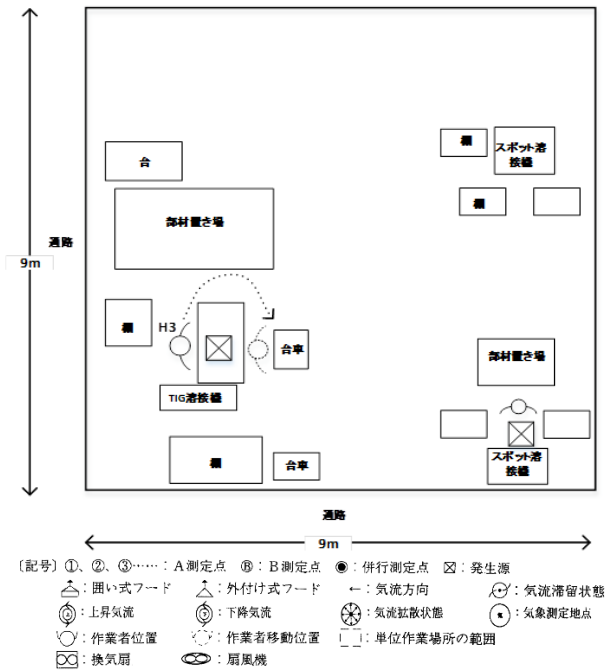 棚
スポット溶
接機
台
棚
部材置き場
通路
9m
棚
H3
台車
部材置き場
TIG溶接機
棚
台車
スポット溶
接機
通路
9m
〔記号〕①、②、③……：A測定点 Ⓑ：B測定点 ◉：併行測定点 ☒：発生源
：囲い式フード ：外付け式フード ←：気流方向 ：気流滞留状態
：上昇気流 ：下降気流 ：気流拡散状態 ：気象測定地点
：作業者位置 ：作業者移動位置 ：単位作業場所の範囲
：換気扇 ：扇風機